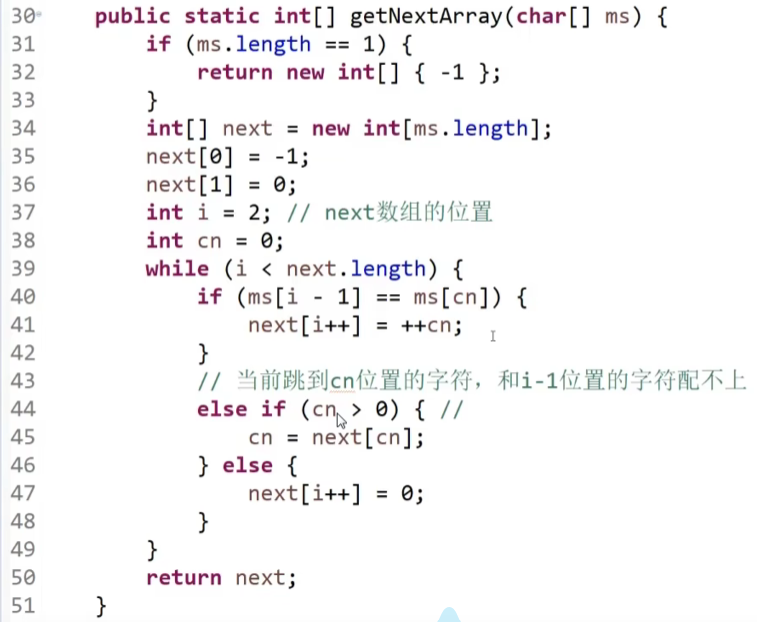 30 public static int[] getNextArray(char[] ms) {
31 if (ms.length == 1) {
32 return new int[] { -1 };
33 }
34 int[] next = new int[ms.length];
35 next[0] = -1;
36 next[1] = 0;
37 int i = 2; // next数组的位置
38 int cn = 0;
39 while (i < next.length) {
40 if (ms[i - 1] == ms[cn]) {
41 next[i++] = ++cn;
42 }
43 // 当前跳到cn位置的字符，和i-1位置的字符配不上
44 else if (cn > 0) { //
45 cn = next[cn];
46 } else {
47 next[i++] = 0;
48 }
49 }
50 return next;
51 }